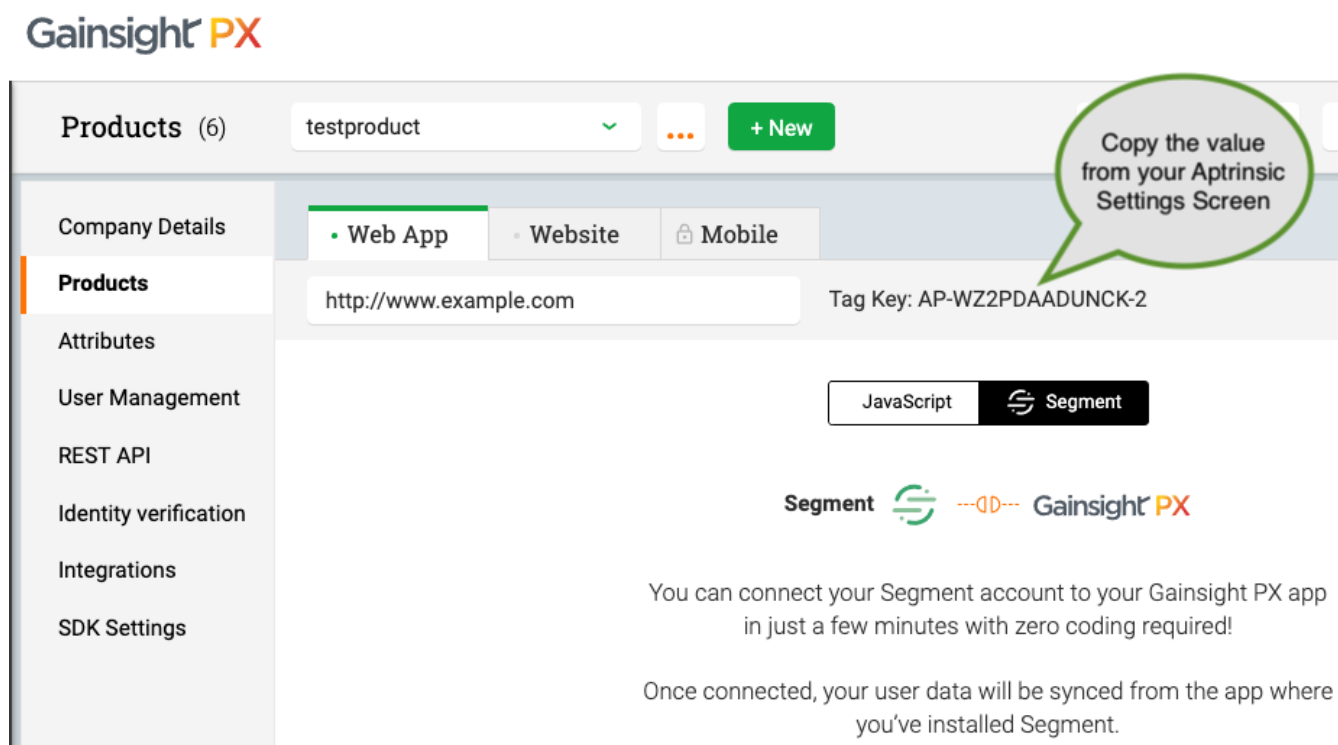 Gainsight PX
Products (6)
testproduct
...
+ New
Copy the value
from your Aptrinsic
Settings Screen
Company Details
Products
Attributes
User Management
REST API
Identity verification
Integrations
SDK Settings
• Web App
• Website
Mobile
http://www.example.com
Tag Key: AP-WZ2PDAADUNCK-2
JavaScript
Segment
Segment
Gainsight PX
You can connect your Segment account to your Gainsight PX app
in just a few minutes with zero coding required!
Once connected, your user data will be synced from the app where
you've installed Segment.